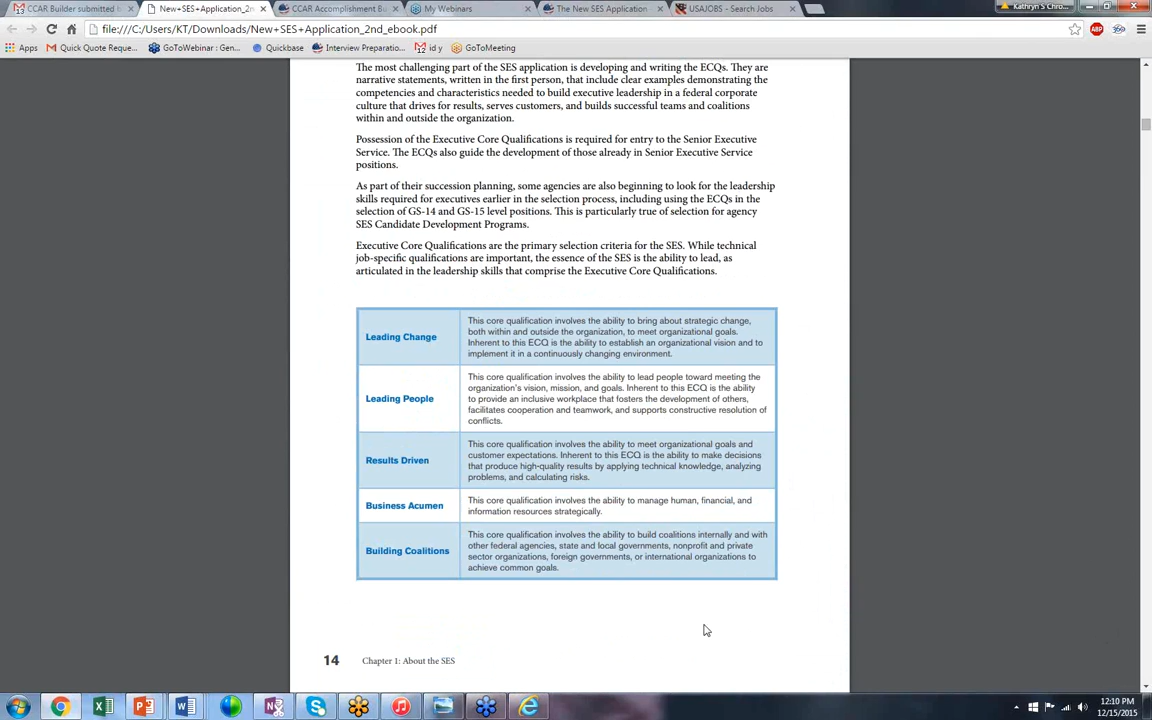 CCAR Builder submitted b
New+SES+Application_2n
CCAR Accomplishment Bu
My Webinars
The New SES Application
USAJOBS - Search Jobs
Kathryn S Chro...
file:///C:/Users/KT/Downloads/New+SES+Application_2nd_ebook.pdf
Apps
Quick Quote Reque...
GoToWebinar : Gen...
Quickbase
Interview Preparatio...
id y
GoToMeeting
The most challenging part of the SES application is developing and writing the ECQs. They are
narrative statements, written in the first person, that include clear examples demonstrating the
competencies and characteristics needed to build executive leadership in a federal corporate
culture that drives for results, serves customers, and builds successful teams and coalitions
within and outside the organization.
Possession of the Executive Core Qualifications is required for entry to the Senior Executive
Service. The ECQs also guide the development of those already in Senior Executive Service
positions.
As part of their succession planning, some agencies are also beginning to look for the leadership
skills required for executives earlier in the selection process, including using the ECQs in the
selection of GS-14 and GS-15 level positions. This is particularly true of selection for agency
SES Candidate Development Programs.
Executive Core Qualifications are the primary selection criteria for the SES. While technical
job-specific qualifications are important, the essence of the SES is the ability to lead, as
articulated in the leadership skills that comprise the Executive Core Qualifications.
Leading Change
This core qualification involves the ability to bring about strategic change,
both within and outside the organization, to meet organizational goals.
Inherent to this ECQ is the ability to establish an organizational vision and to
implement it in a continuously changing environment.
Leading People
This core qualification involves the ability to lead people toward meeting the
organization's vision, mission, and goals. Inherent to this ECQ is the ability
to provide an inclusive workplace that fosters the development of others,
facilitates cooperation and teamwork, and supports constructive resolution of
conflicts.
Results Driven
This core qualification involves the ability to meet organizational goals and
customer expectations. Inherent to this ECQ is the ability to make decisions
that produce high-quality results by applying technical knowledge, analyzing
problems, and calculating risks.
Business Acumen
This core qualification involves the ability to manage human, financial, and
information resources strategically.
Building Coalitions
This core qualification involves the ability to build coalitions internally and with
other federal agencies, state and local governments, nonprofit and private
sector organizations, foreign governments, or international organizations to
achieve common goals.
14 Chapter 1: About the SES
12:10 PM
12/15/2015